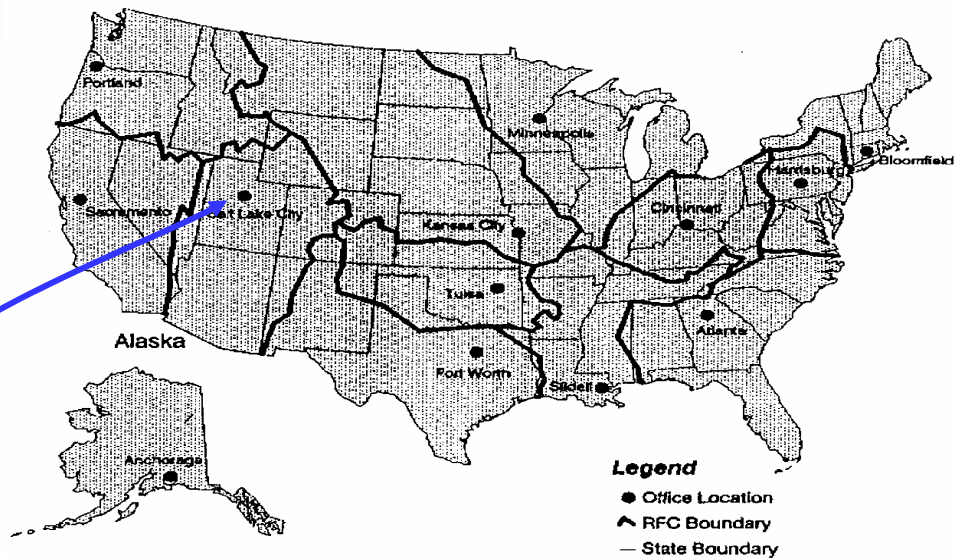 Portland
Minneapolis
Bloomfield
Harrisburg
Sacramento
Lake City
Kansas City
Cincinnati
Tulsa
Atlanta
Alaska
Fort Worth
Slidell
Anchorage
Legend
Office Location
RFC Boundary
State Boundary